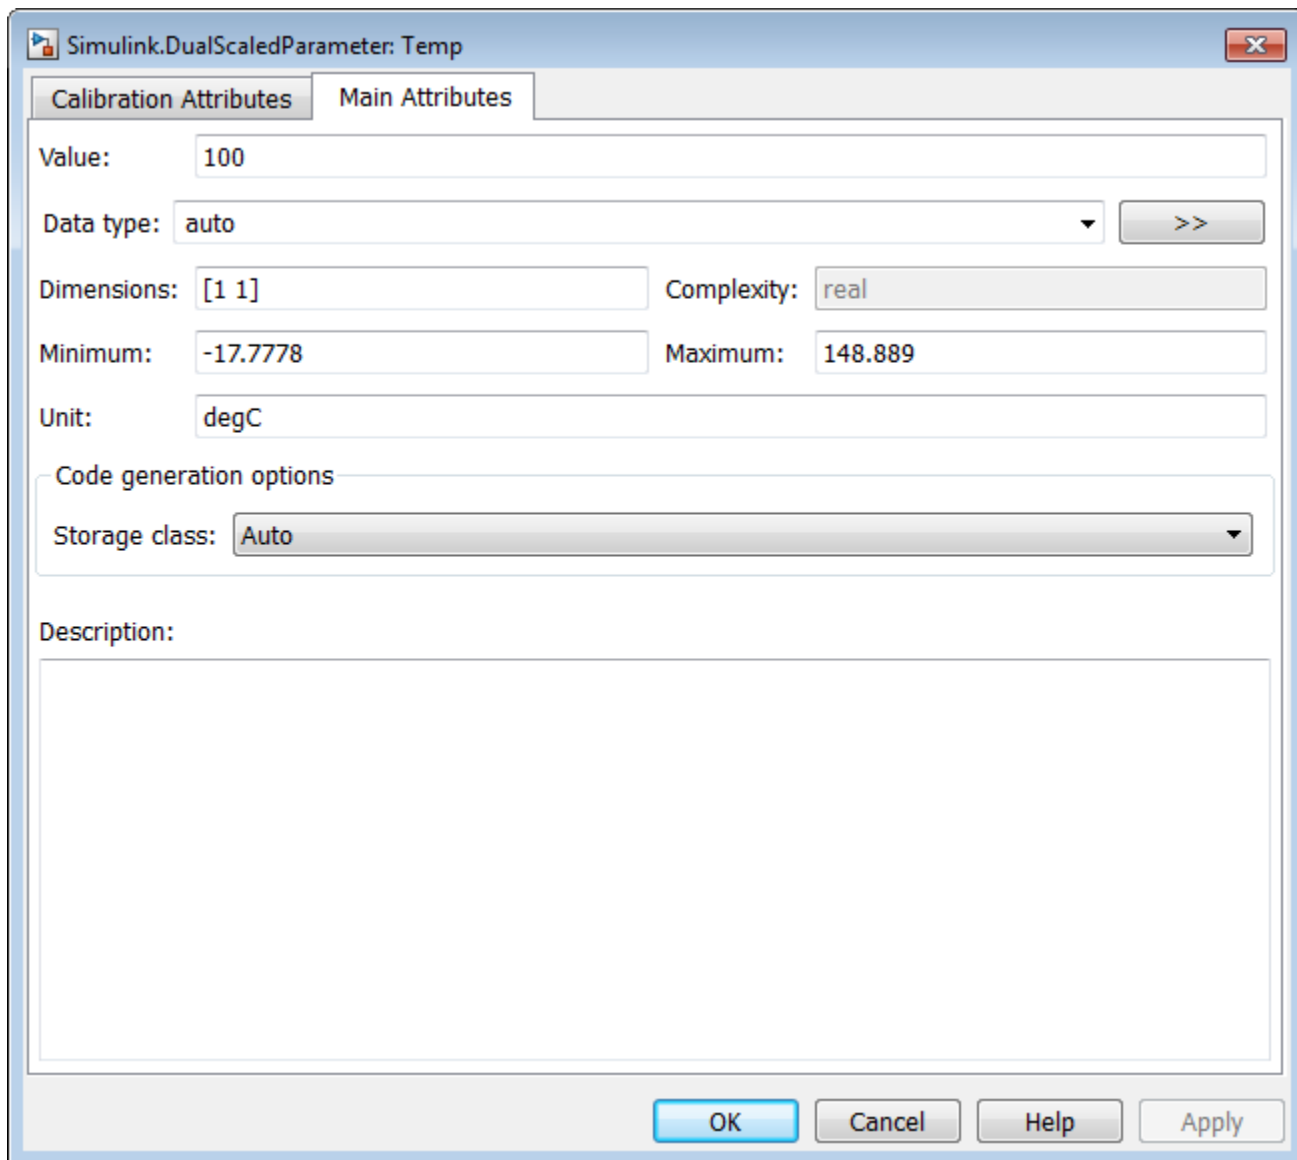 Simulink.DualScaledParameter: Temp
Calibration Attributes Main Attributes
Value: 100
Data type: auto >>
Dimensions: [1 1] Complexity: real
Minimum: -17.7778 Maximum: 148.889
Unit: degC
Code generation options
Storage class: Auto
Description:
OK Cancel Help Apply